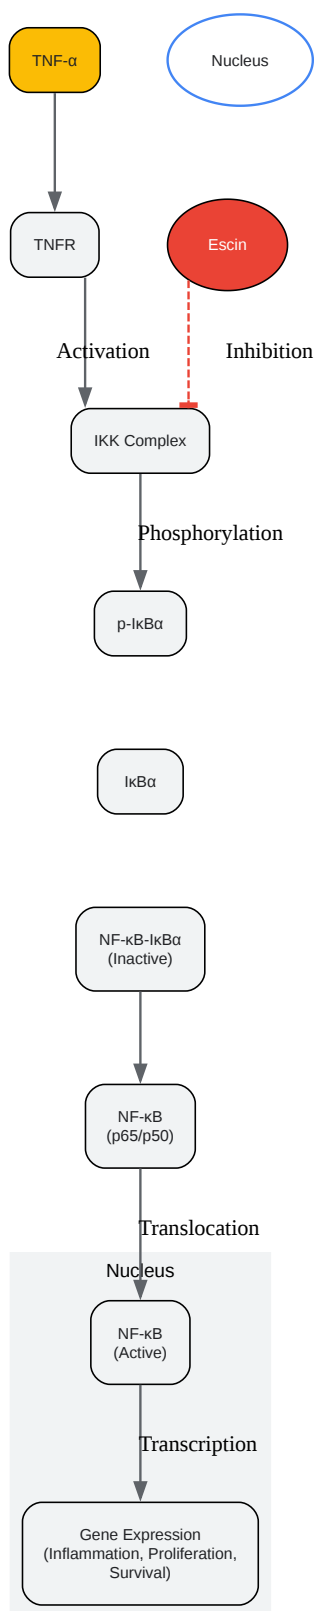 TNF-α
Nucleus
TNFR
Escin
Activation
Inhibition
IKK Complex
Phosphorylation
p-IκBα
IκBα
NF-κB-IκBα
(Inactive)
NF-κB
(p65/p50)
Translocation
Nucleus
NF-κB
(Active)
Transcription
Gene Expression
(Inflammation, Proliferation,
Survival)